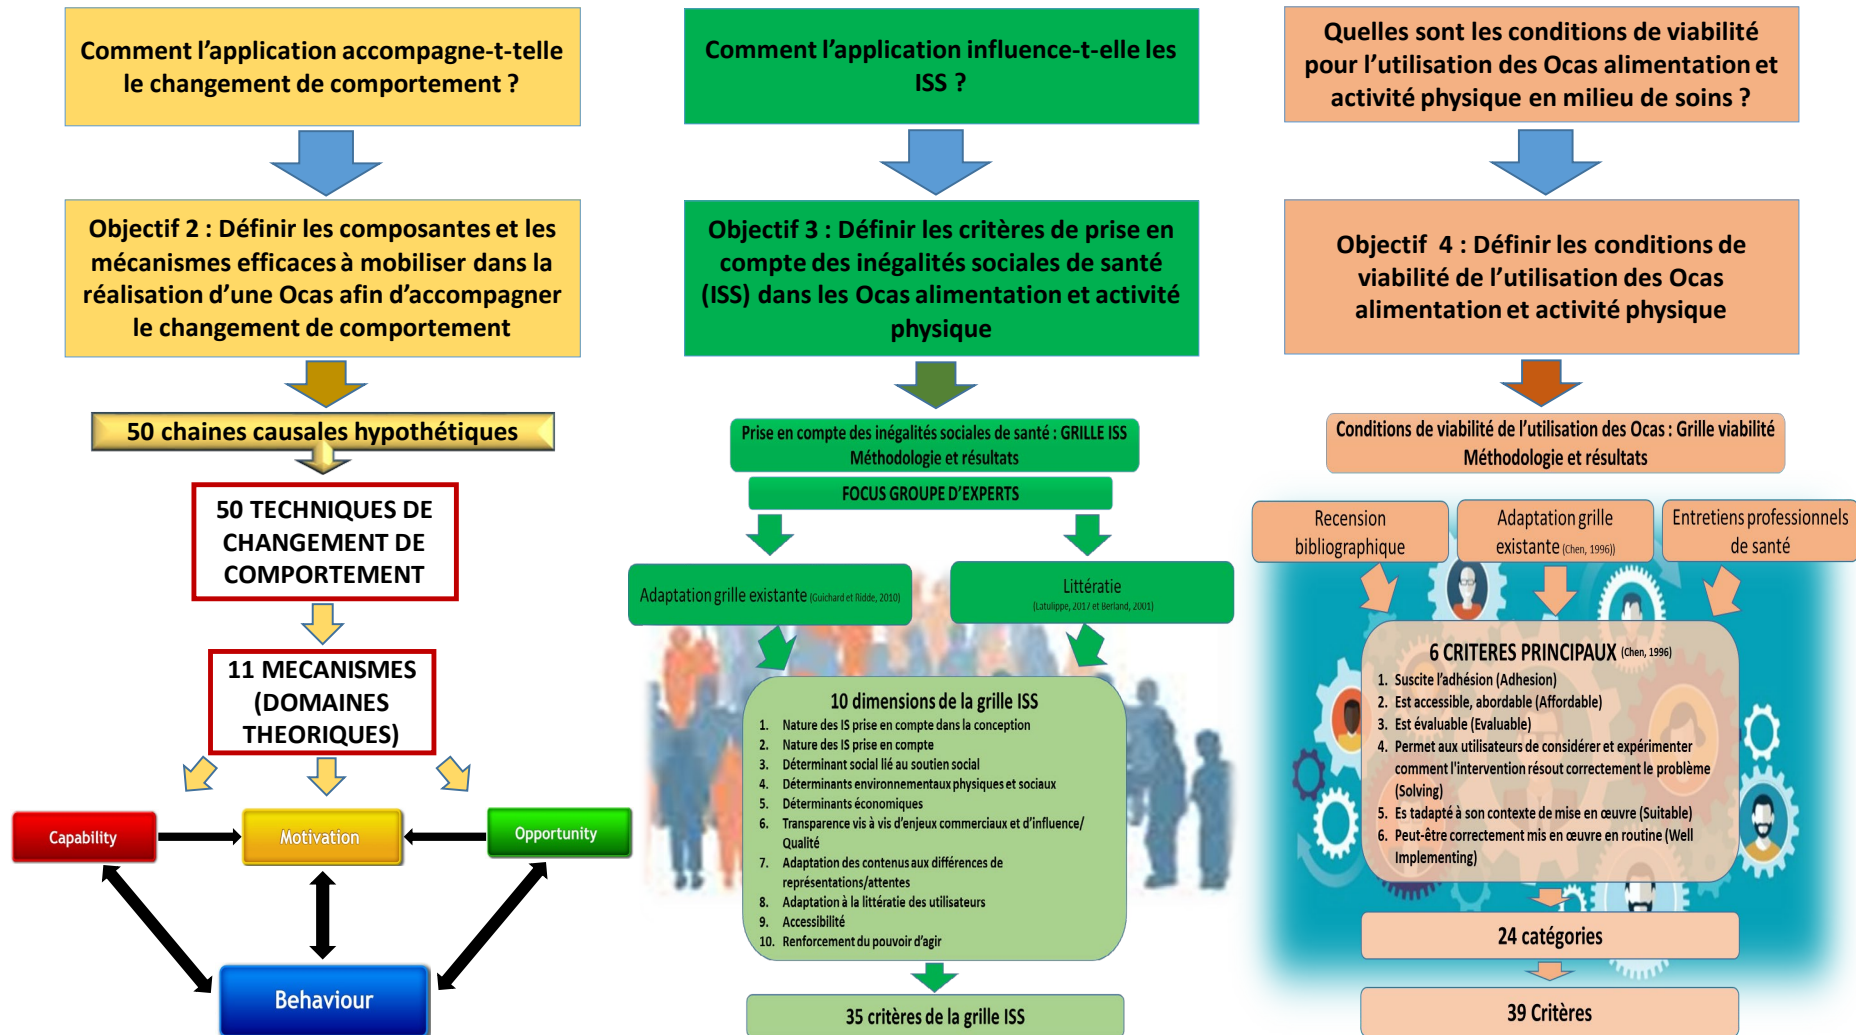 Comment l’application accompagne-t-telle
le changement de comportement ?
Objectif 2 : Définir les composantes et les
mécanismes efficaces à mobiliser dans la
réalisation d’une Ocas afin d’accompagner
le changement de comportement
50 chaines causales hypothétiques
50 TECHNIQUES DE
CHANGEMENT DE
COMPORTEMENT
11 MECANISMES
(DOMAINES
THEORIQUES)
Capability
Motivation
Opportunity
Behaviour
Comment l’application influence-t-elle les
ISS ?
Objectif 3 : Définir les critères de prise en
compte des inégalités sociales de santé
(ISS) dans les Ocas alimentation et activité
physique
Prise en compte des inégalités sociales de santé : GRILLE ISS
Méthodologie et résultats
FOCUS GROUPE D’EXPERTS
Adaptation grille existante (Guichard et Ridde, 2010)
Littératie
(Latulippe, 2017 et Berland, 2001)
10 dimensions de la grille ISS
1. Nature des IS prise en compte dans la conception
2. Nature des IS prise en compte
3. Déterminant social lié au soutien social
4. Déterminants environnementaux physiques et sociaux
5. Déterminants économiques
6. Transparence vis à vis d’enjeux commerciaux et d’influence/
Qualité
7. Adaptation des contenus aux différences de
représentations/attentes
8. Adaptation à la littératie des utilisateurs
9. Accessibilité
10. Renforcement du pouvoir d’agir
35 critères de la grille ISS
Quelles sont les conditions de viabilité
pour l’utilisation des Ocas alimentation et
activité physique en milieu de soins ?
Objectif 4 : Définir les conditions de
viabilité de l’utilisation des Ocas
alimentation et activité physique
Conditions de viabilité de l’utilisation des Ocas : Grille viabilité
Méthodologie et résultats
Recension
bibliographique
Adaptation grille
existante (Chen, 1996))
Entretiens professionnels
de santé
6 CRITERES PRINCIPAUX (Chen, 1996)
1. Suscite l’adhésion (Adhesion)
2. Est accessible, abordable (Affordable)
3. Est évaluable (Evaluable)
4. Permet aux utilisateurs de considérer et expérimenter
comment l'intervention résout correctement le problème
(Solving)
5. Es tadapté à son contexte de mise en œuvre (Suitable)
6. Peut-être correctement mis en œuvre en routine (Well
Implementing)
24 catégories
39 Critères